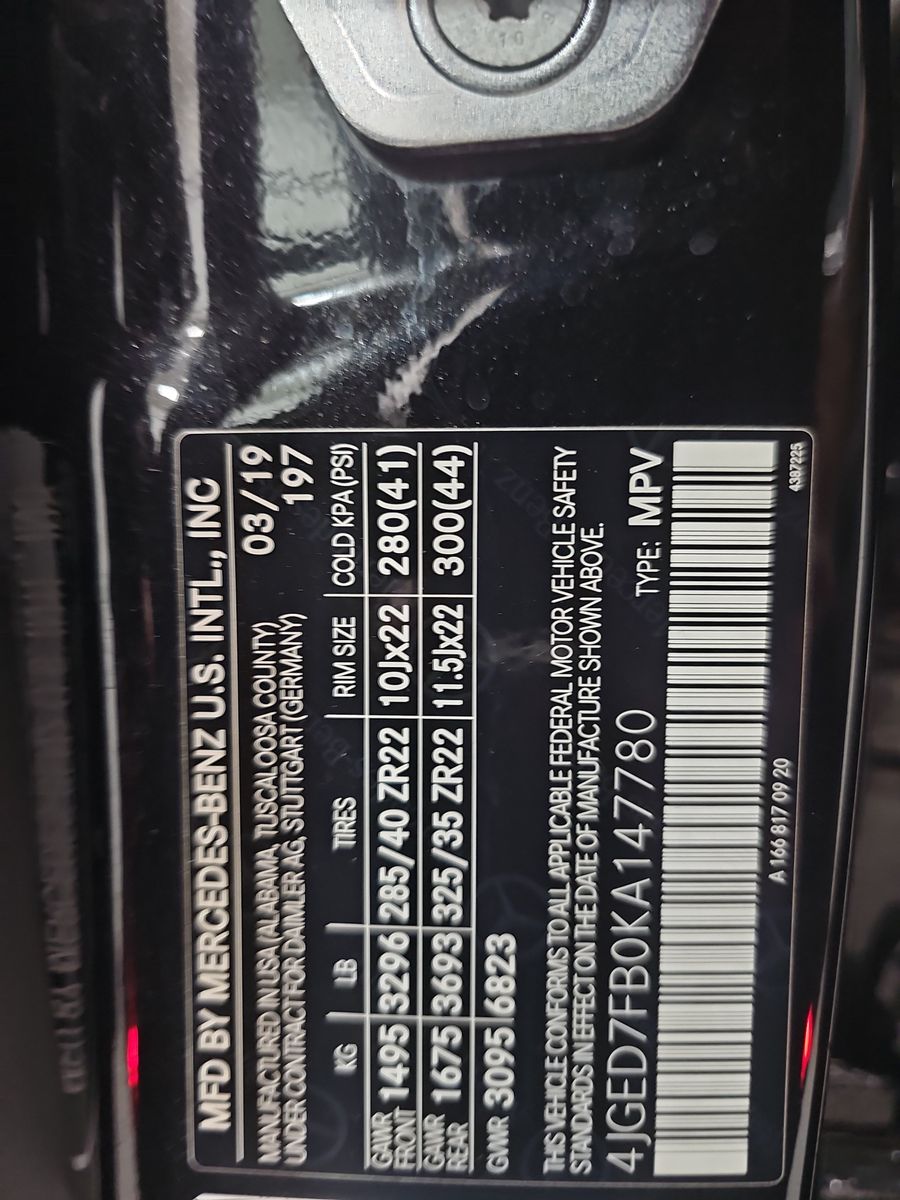 MFD BY MERCEDES-BENZ U.S. INTL., INC
MANUFACTURED IN USA (ALABAMA, TUSCALOOSA COUNTY) 03/19
UNDER CONTRACT FOR DAIMLER AG, STUTTGART (GERMANY) 197
KG LB TIRES RIM SIZE COLD KPA (PSI)
GAWR FRONT 1495 3296 285/40 ZR22 10Jx22 280(41)
GAWR REAR 1675 3693 325/35 ZR22 11.5Jx22 300(44)
GWR 3095 6823
THIS VEHICLE CONFORMS TO ALL APPLICABLE FEDERAL MOTOR VEHICLE SAFETY
STANDARDS IN EFFECT ON THE DATE OF MANUFACTURE SHOWN ABOVE.
4JGED7FB0KA147780 TYPE: MPV
A 166 817 09 20 4387225